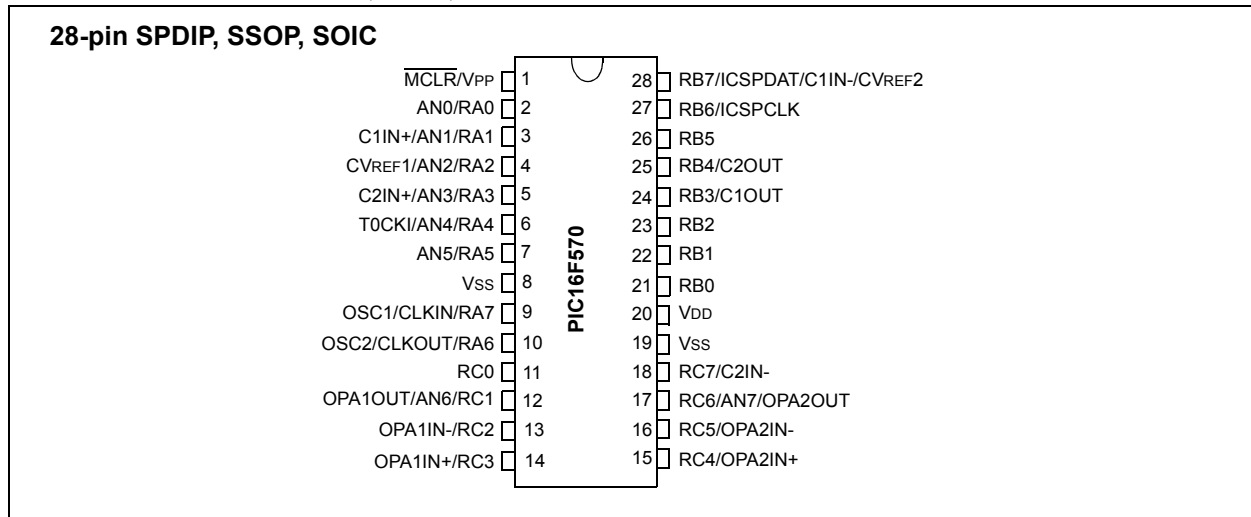 28-pin SPDIP, SSOP, SOIC
MCLR/VPP 1
AN0/RA0 2
C1IN+/AN1/RA1 3
CVREF1/AN2/RA2 4
C2IN+/AN3/RA3 5
T0CKI/AN4/RA4 6
AN5/RA5 7
VSS 8
OSC1/CLKIN/RA7 9
OSC2/CLKOUT/RA6 10
RC0 11
OPA1OUT/AN6/RC1 12
OPA1IN-/RC2 13
OPA1IN+/RC3 14
PIC16F570
28 RB7/ICSPDAT/C1IN-/CVREF2
27 RB6/ICSPCLK
26 RB5
25 RB4/C2OUT
24 RB3/C1OUT
23 RB2
22 RB1
21 RB0
20 VDD
19 VSS
18 RC7/C2IN-
17 RC6/AN7/OPA2OUT
16 RC5/OPA2IN-
15 RC4/OPA2IN+